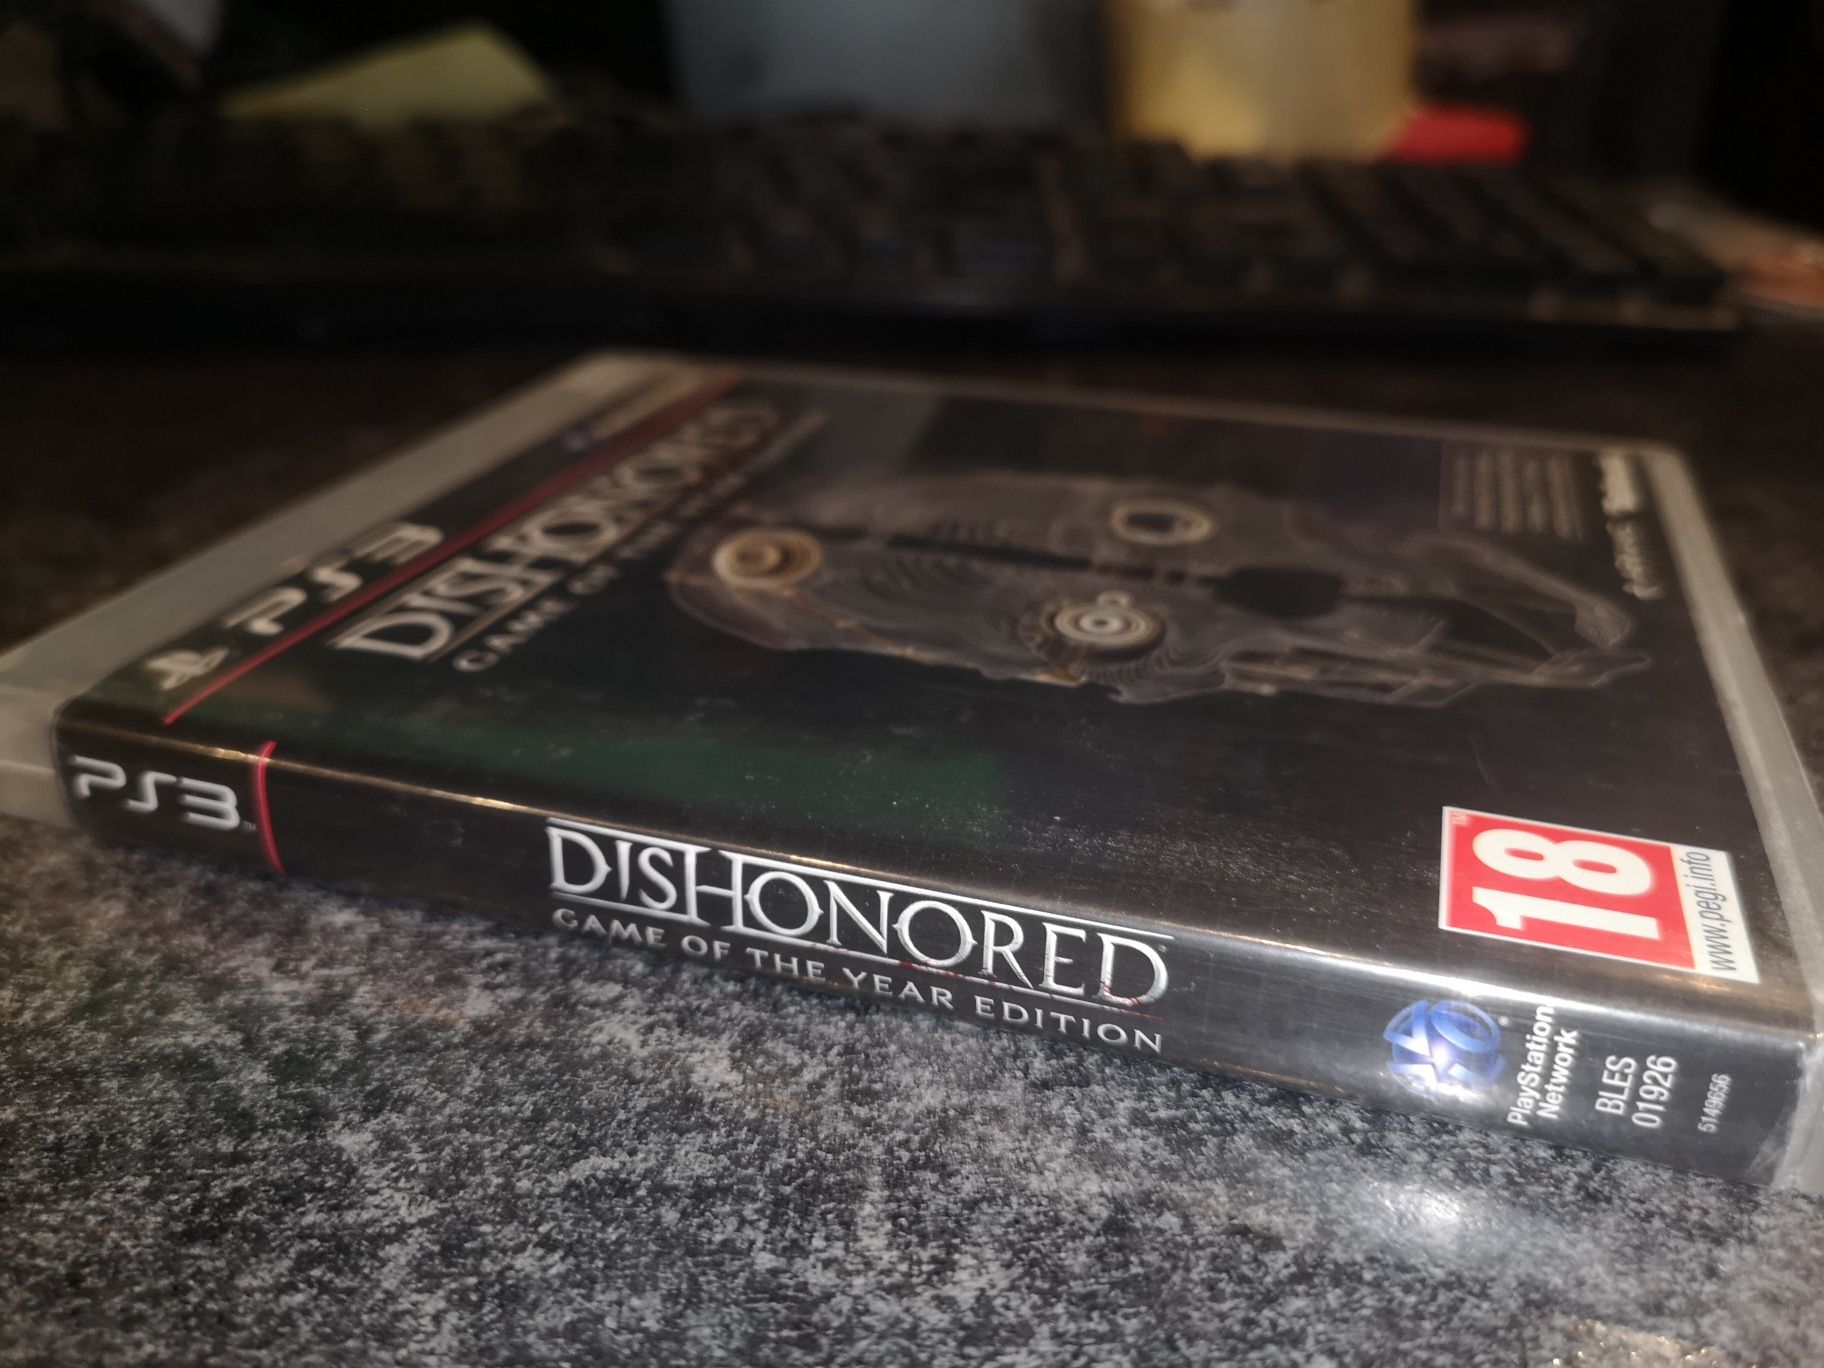 PS3
DISHONORED
GAME OF THE YEAR EDITION
18
www.pegi.info
PS3™
DISHONORED
GAME OF THE YEAR EDITION
PlayStation
Network
BLES
01926
5149656